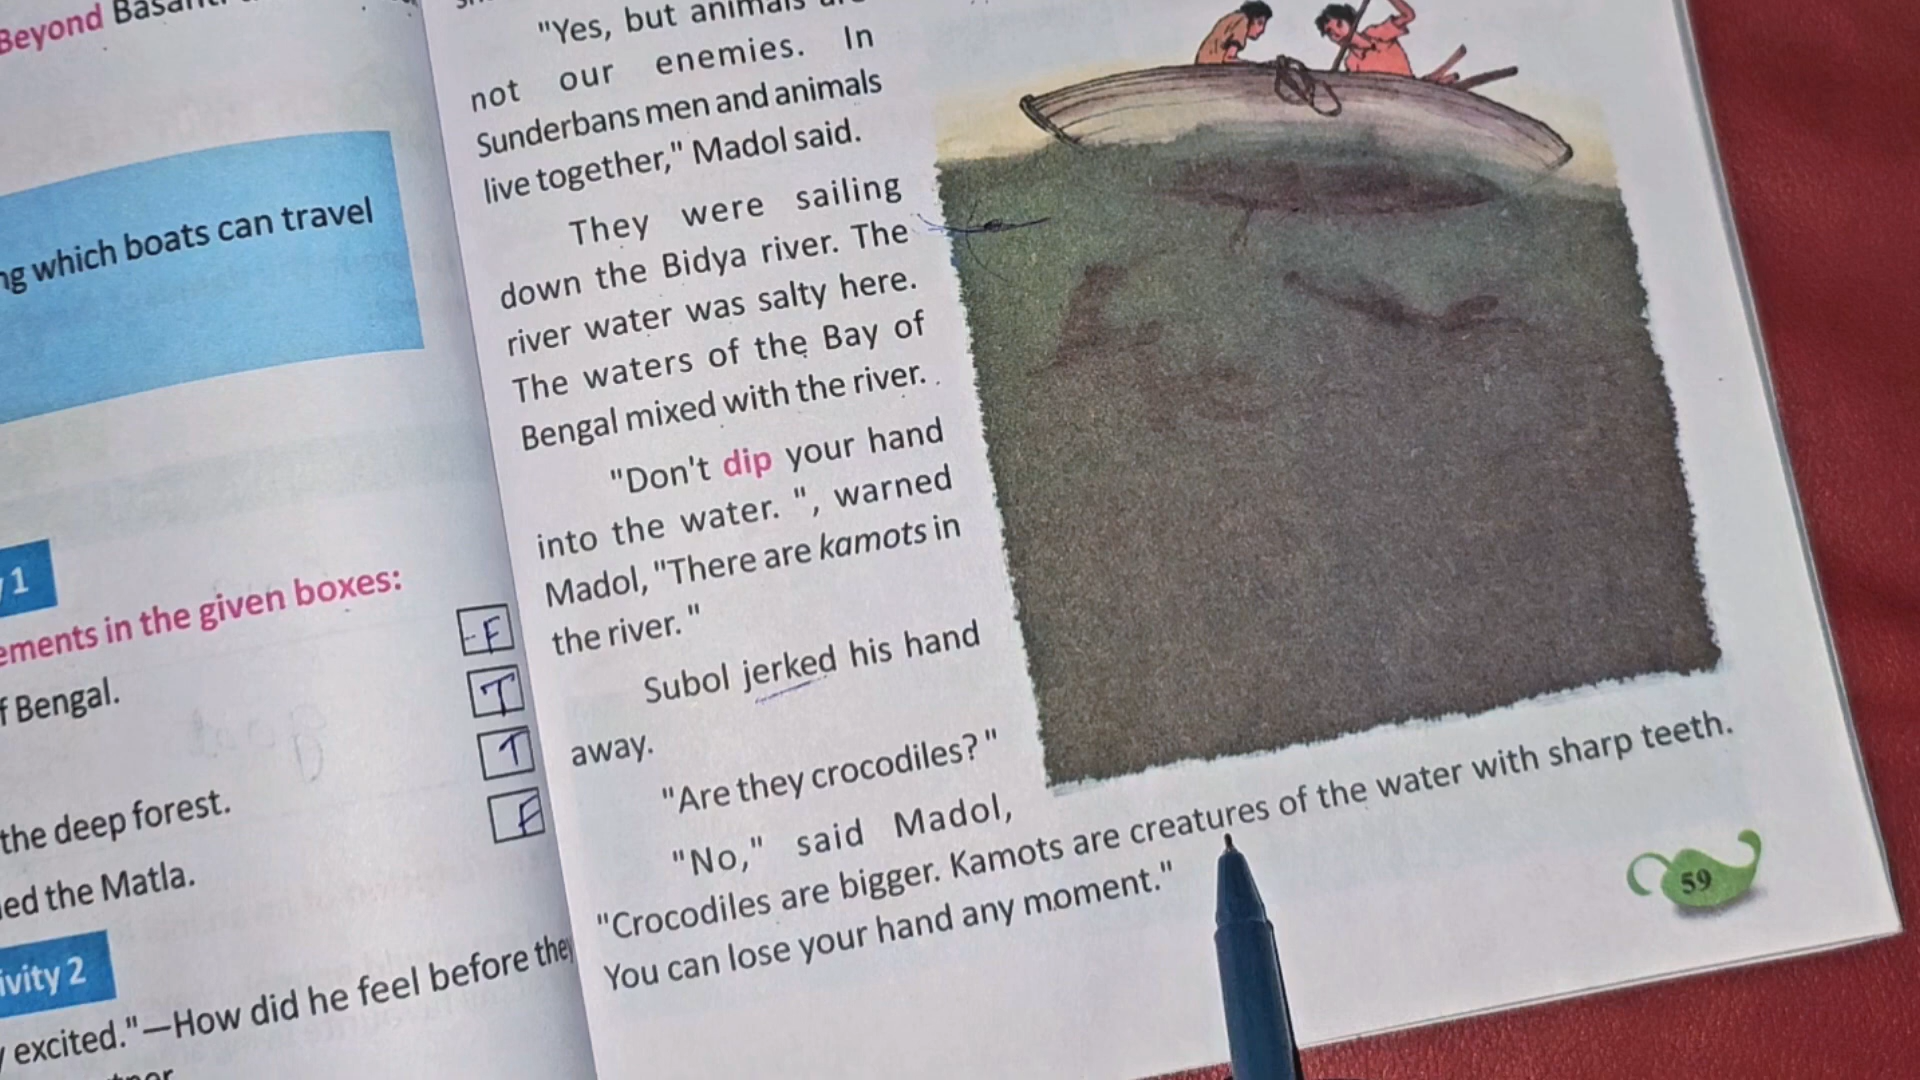 Beyond
ng which boats can travel
1
ements in the given boxes:
f Bengal.
the deep forest.
ed the Matla.
ivity 2
excited."—How did he feel before they
F
T
T
F
"Yes, but animals
not our enemies. In
Sunderbans men and animals
live together," Madol said.
They were sailing
down the Bidya river. The
river water was salty here.
The waters of the Bay of
Bengal mixed with the river.
"Don't dip your hand
into the water. ", warned
Madol, "There are kamots in
the river. "
Subol jerked his hand
away.
"Are they crocodiles? "
"No," said Madol,
"Crocodiles are bigger. Kamots are creatures of the water with sharp teeth.
You can lose your hand any moment."
59